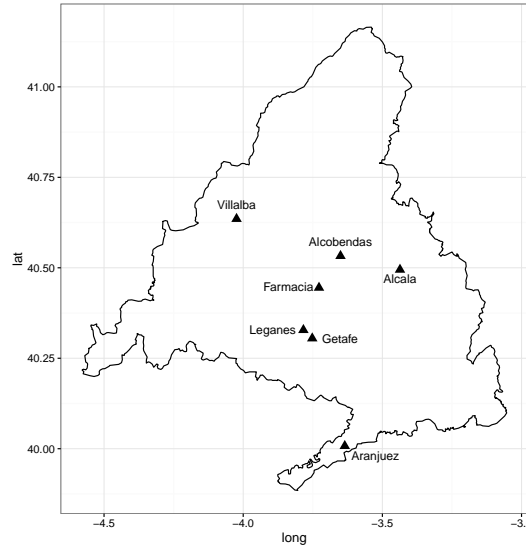 41.00
40.75
40.50
40.25
40.00
lat
Villalba
Alcobendas
Alcala
Farmacia
Leganes
Getafe
Aranjuez
−4.5
−4.0
−3.5
−3.
long